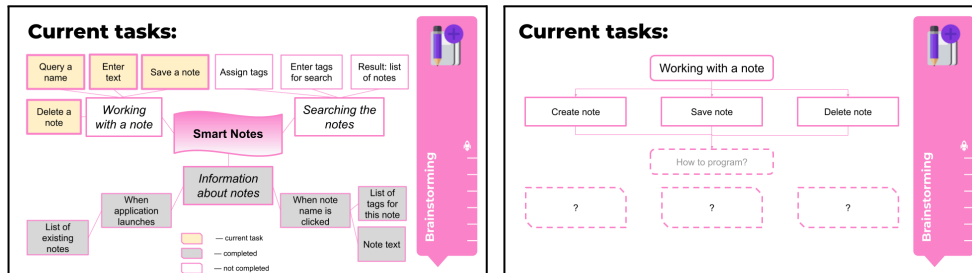 Current tasks:
Query a
name
Enter
text
Save a note
Assign tags
Enter tags
for search
Result: list
of notes
Delete a
note
Working
with a note
Smart Notes
Searching the
notes
Information
about notes
When
application
launches
When note
name is
clicked
List of
tags for
this note
List of
existing
notes
Note text
— current task
— completed
— not completed
Brainstorming
Current tasks:
Working with a note
Create note
Save note
Delete note
How to program?
?
?
?
Brainstorming